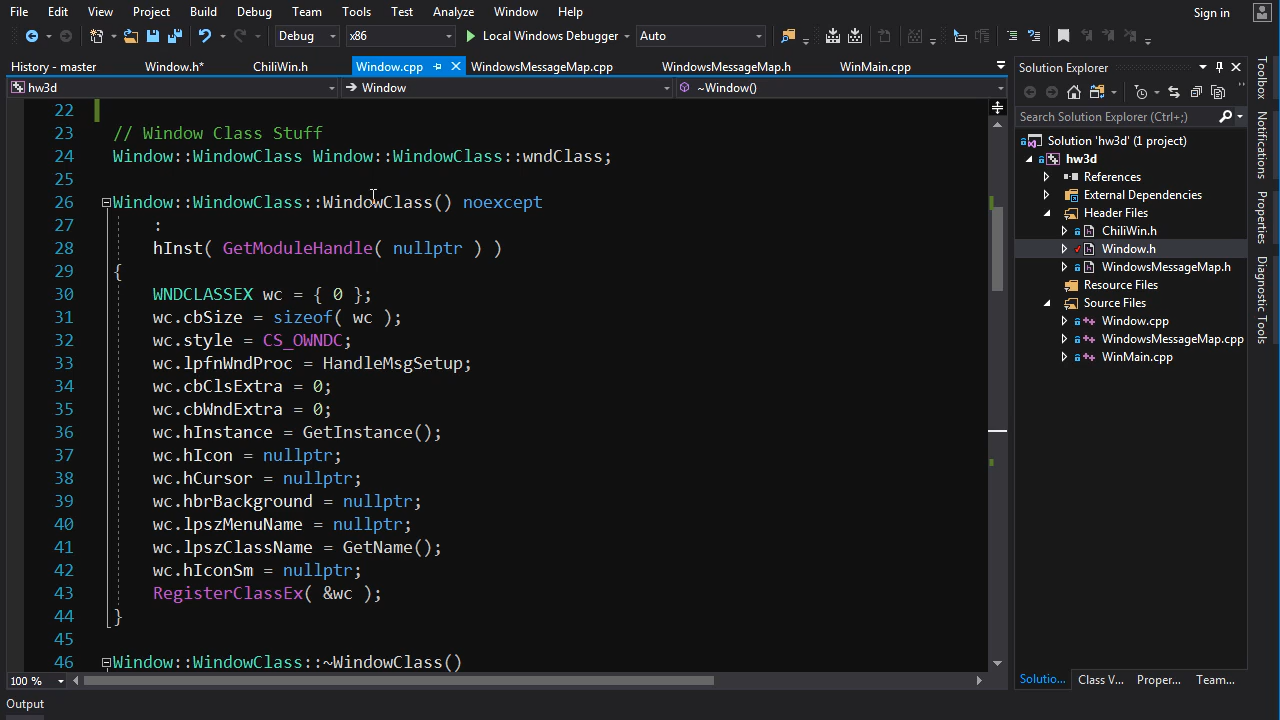 File Edit View Project Build Debug Team Tools Test Analyze Window Help Sign in
Debug x86 Local Windows Debugger Auto
History - master Window.h* ChiliWin.h Window.cpp WindowsMessageMap.cpp WindowsMessageMap.h WinMain.cpp
hw3d Window ~Window()
22
23 // Window Class Stuff
24 Window::WindowClass Window::WindowClass::wndClass;
25
26 Window::WindowClass::WindowClass() noexcept
27 :
28 hInst( GetModuleHandle( nullptr ) )
29 {
30 WNDCLASSEX wc = { 0 };
31 wc.cbSize = sizeof( wc );
32 wc.style = CS_OWNDC;
33 wc.lpfnWndProc = HandleMsgSetup;
34 wc.cbClsExtra = 0;
35 wc.cbWndExtra = 0;
36 wc.hInstance = GetInstance();
37 wc.hIcon = nullptr;
38 wc.hCursor = nullptr;
39 wc.hbrBackground = nullptr;
40 wc.lpszMenuName = nullptr;
41 wc.lpszClassName = GetName();
42 wc.hIconSm = nullptr;
43 RegisterClassEx( &wc );
44 }
45
46 Window::WindowClass::~WindowClass()
100 %
Output
Solution Explorer
Search Solution Explorer (Ctrl+;)
Solution 'hw3d' (1 project)
hw3d
References
External Dependencies
Header Files
ChiliWin.h
Window.h
WindowsMessageMap.h
Resource Files
Source Files
Window.cpp
WindowsMessageMap.cpp
WinMain.cpp
Solutio... Class V... Proper... Team...
Toolbox
Notifications
Properties
Diagnostic Tools